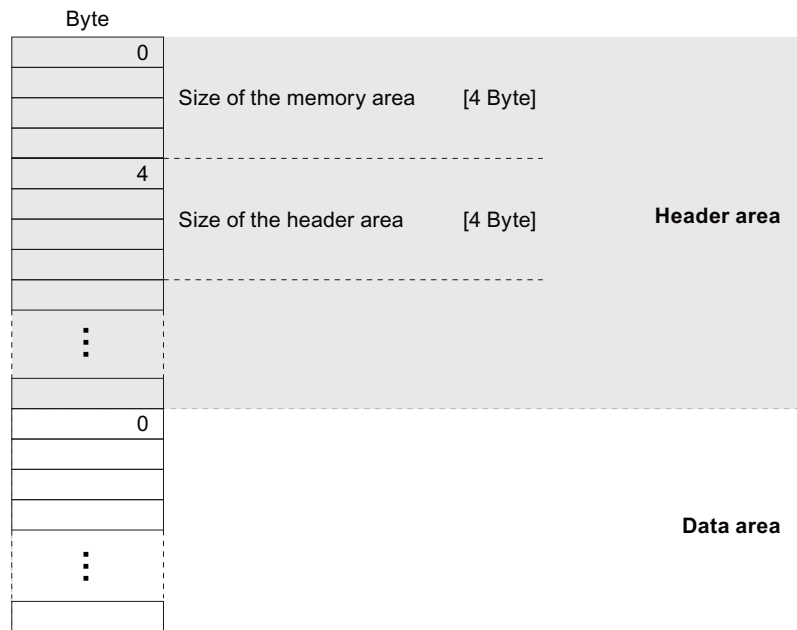 Byte
0
Size of the memory area [4 Byte]
4
Size of the header area [4 Byte]
Header area
0
Data area